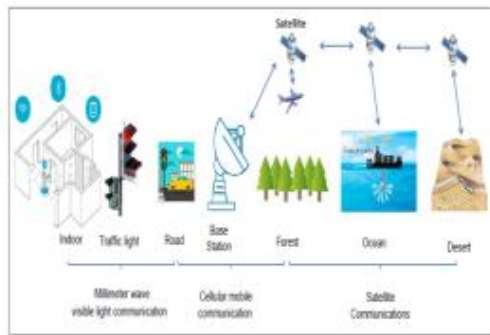 Satellite
Indoor
Traffic light
Road
Base
Station
Forest
Ocean
Desert
Millimeter wave
visible light communication
Cellular mobile
communication
Satellite
Communications